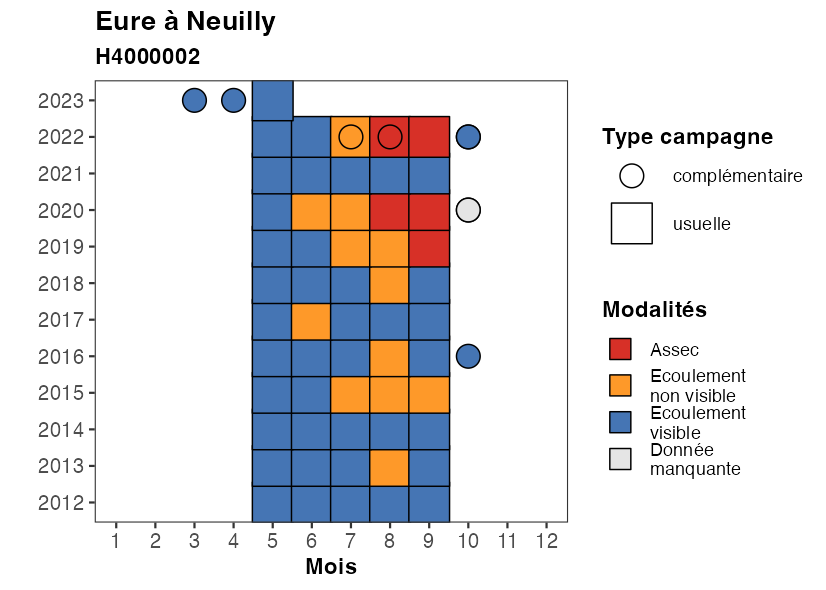 Eure à Neuilly
H4000002
2023
2022
2021
2020
2019
2018
2017
2016
2015
2014
2013
2012
1 2 3 4 5 6 7 8 9 10 11 12
Mois
Type campagne
complémentaire
usuelle
Modalités
Assec
Ecoulement
non visible
Ecoulement
visible
Donnée
manquante